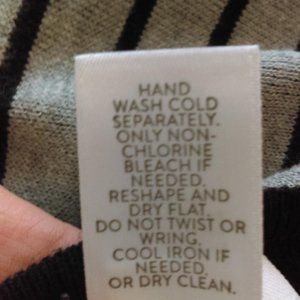 HAND
WASH COLD
SEPARATELY.
ONLY NON-
CHLORINE
BLEACH IF
NEEDED.
RESHAPE AND
DRY FLAT.
DO NOT TWIST OR
WRING.
COOL IRON IF
NEEDED.
OR DRY CLEAN.